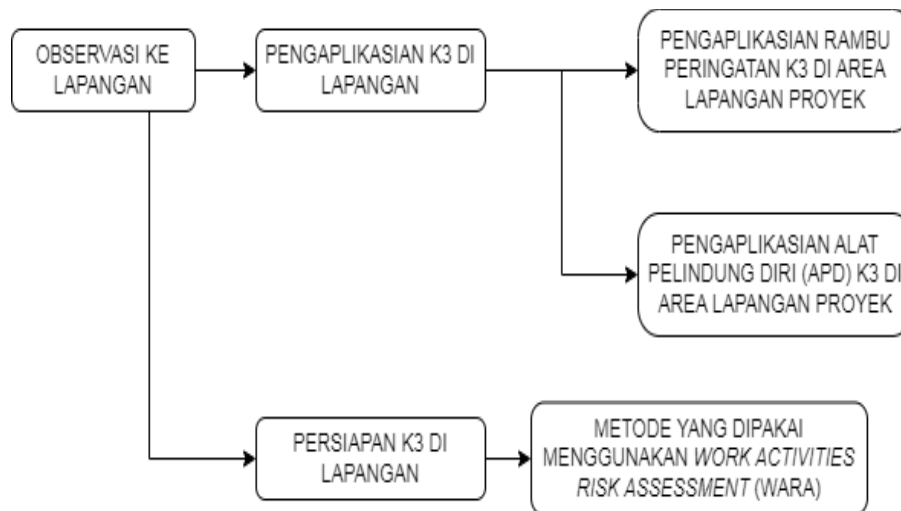 OBSERVASI KE
LAPANGAN
PENGAPLIKASIAN K3 DI
LAPANGAN
PENGAPLIKASIAN RAMBU
PERINGATAN K3 DI AREA
LAPANGAN PROYEK
PENGAPLIKASIAN ALAT
PELINDUNG DIRI (APD) K3 DI
AREA LAPANGAN PROYEK
PERSIAPAN K3 DI
LAPANGAN
METODE YANG DIPAKAI
MENGGUNAKAN WORK ACTIVITIES
RISK ASSESSMENT (WARA)